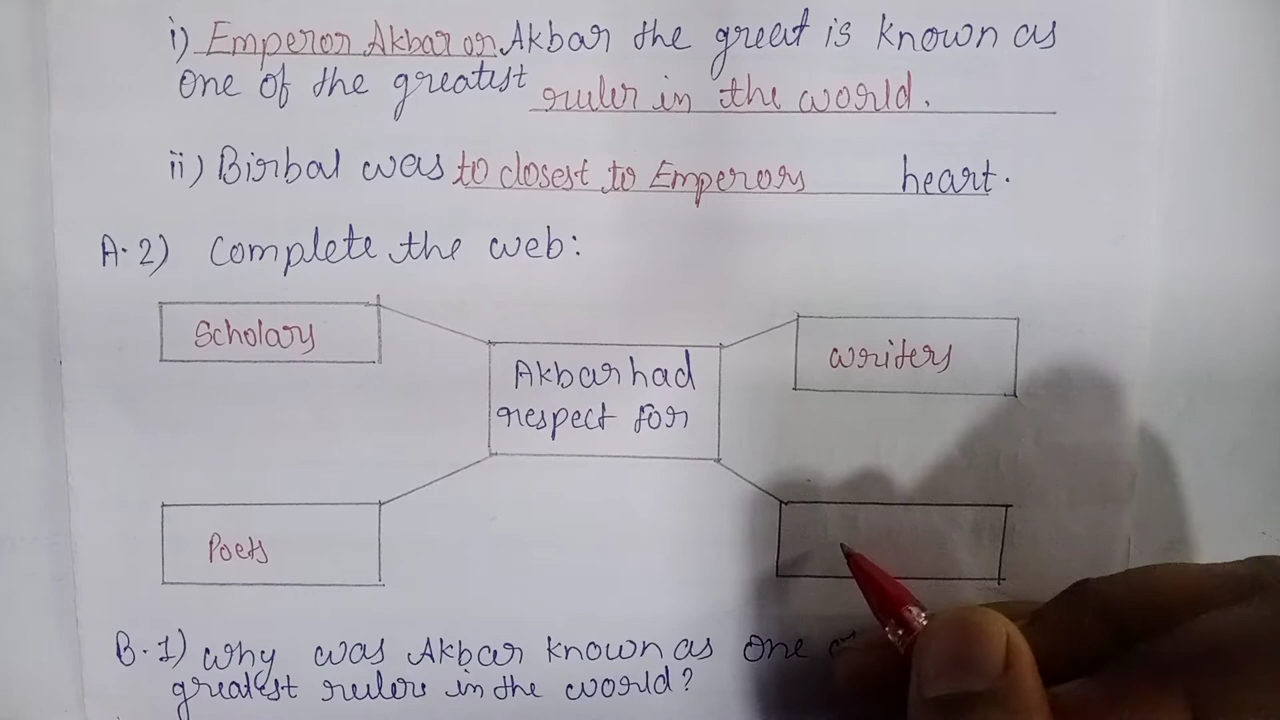 i) Emperor Akbar or Akbar the great is known as
one of the greatest ruler in the world.
ii) Birbal was to closest to Emperors heart.
A.2) Complete the web:
Scholars
writers
Akbar had
respect for
Poets
B.1) why was Akbar known as one
greatest rulers in the world?